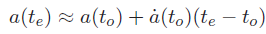 a(t_e) ≈ a(t_o) + ȧ(t_o)(t_e − t_o)